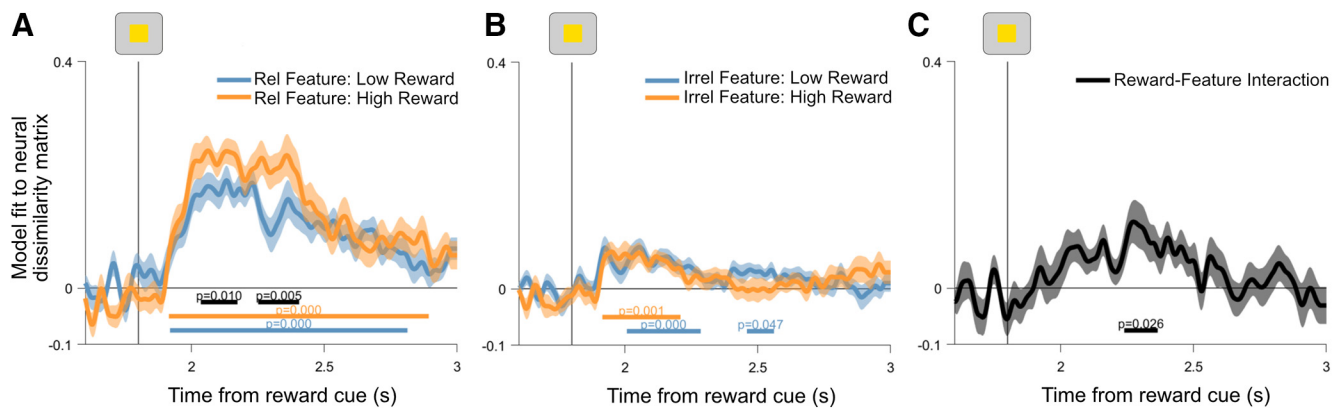 A
0.4
0
-0.1
Model fit to neural
dissimilarity matrix
Rel Feature: Low Reward
Rel Feature: High Reward
p=0.010
p=0.005
p=0.000
p=0.000
2
2.5
3
Time from reward cue (s)
B
0.4
0
-0.1
Irrel Feature: Low Reward
Irrel Feature: High Reward
p=0.001
p=0.000
p=0.047
2
2.5
3
Time from reward cue (s)
C
0.4
0
-0.1
Reward-Feature Interaction
p=0.026
2
2.5
3
Time from reward cue (s)